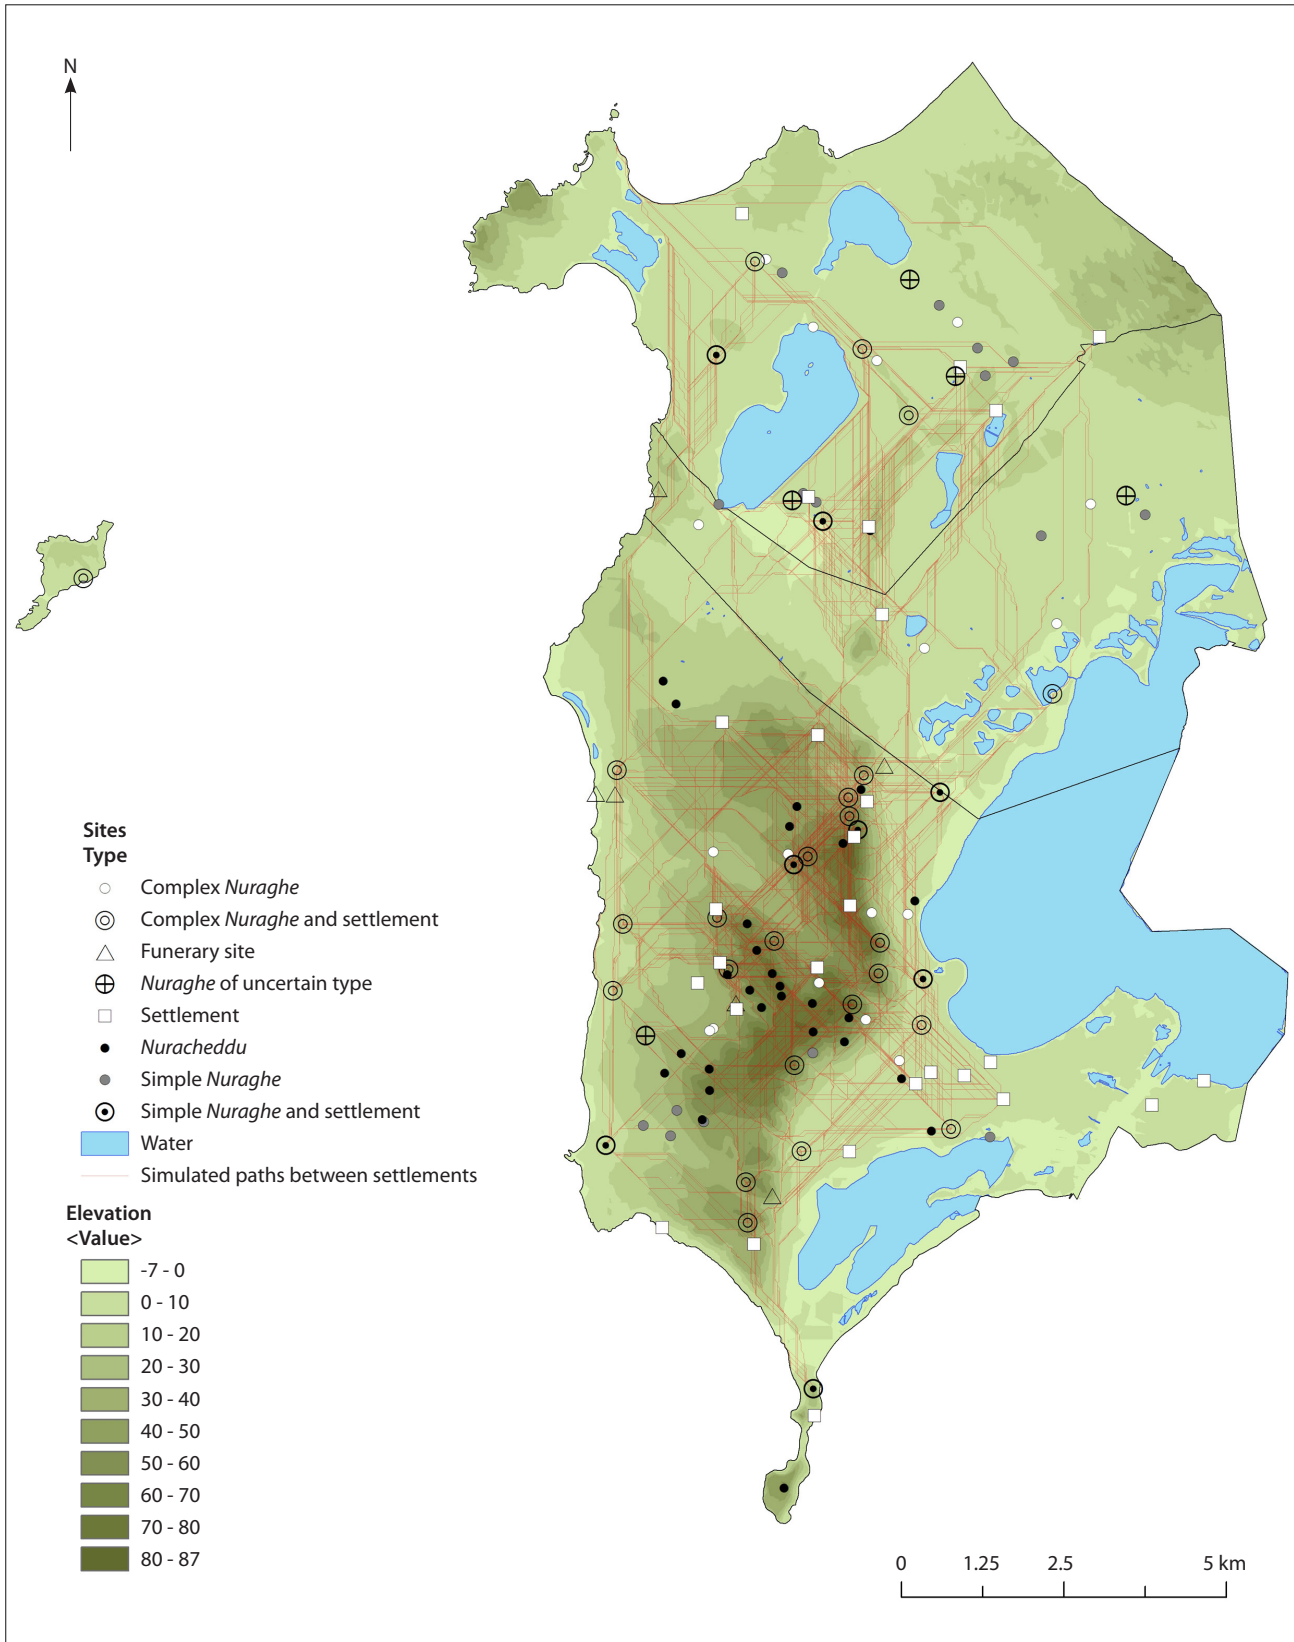 N
Sites
Type
Complex Nuraghe
Complex Nuraghe and settlement
Funerary site
Nuraghe of uncertain type
Settlement
Nuracheddu
Simple Nuraghe
Simple Nuraghe and settlement
Water
Simulated paths between settlements
Elevation
<Value>
-7 - 0
0 - 10
10 - 20
20 - 30
30 - 40
40 - 50
50 - 60
60 - 70
70 - 80
80 - 87
0 1.25 2.5 5 km